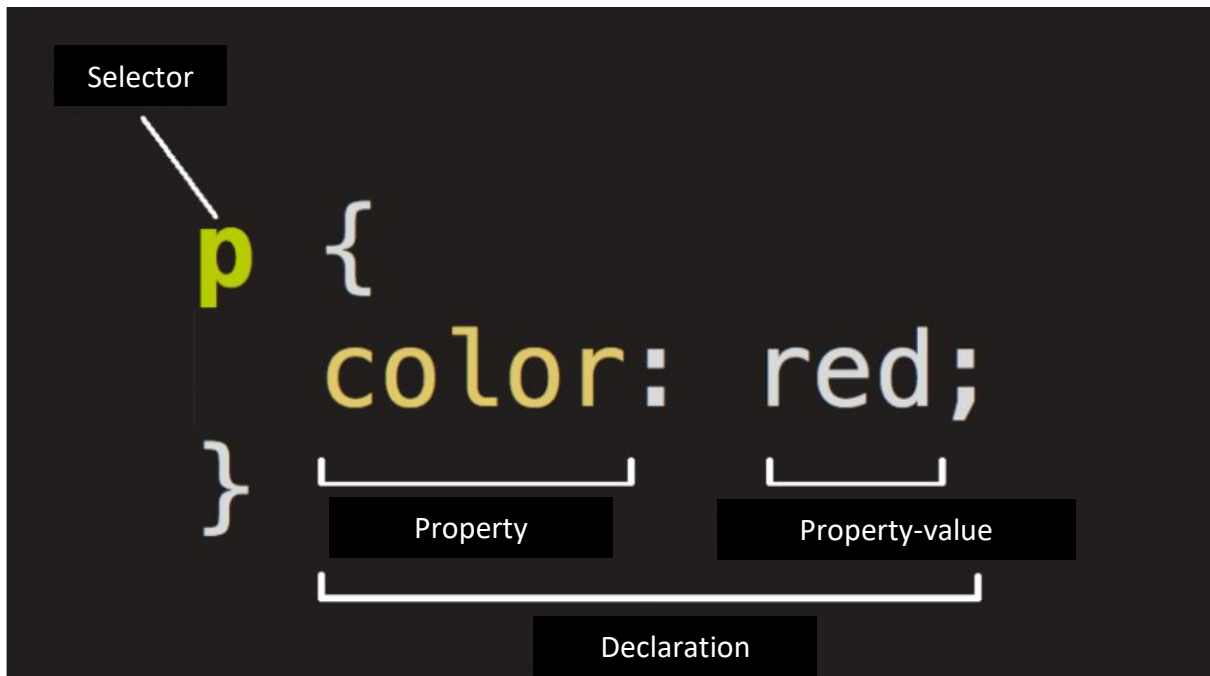 Selector
p {
color: red;
}
Property
Property-value
Declaration